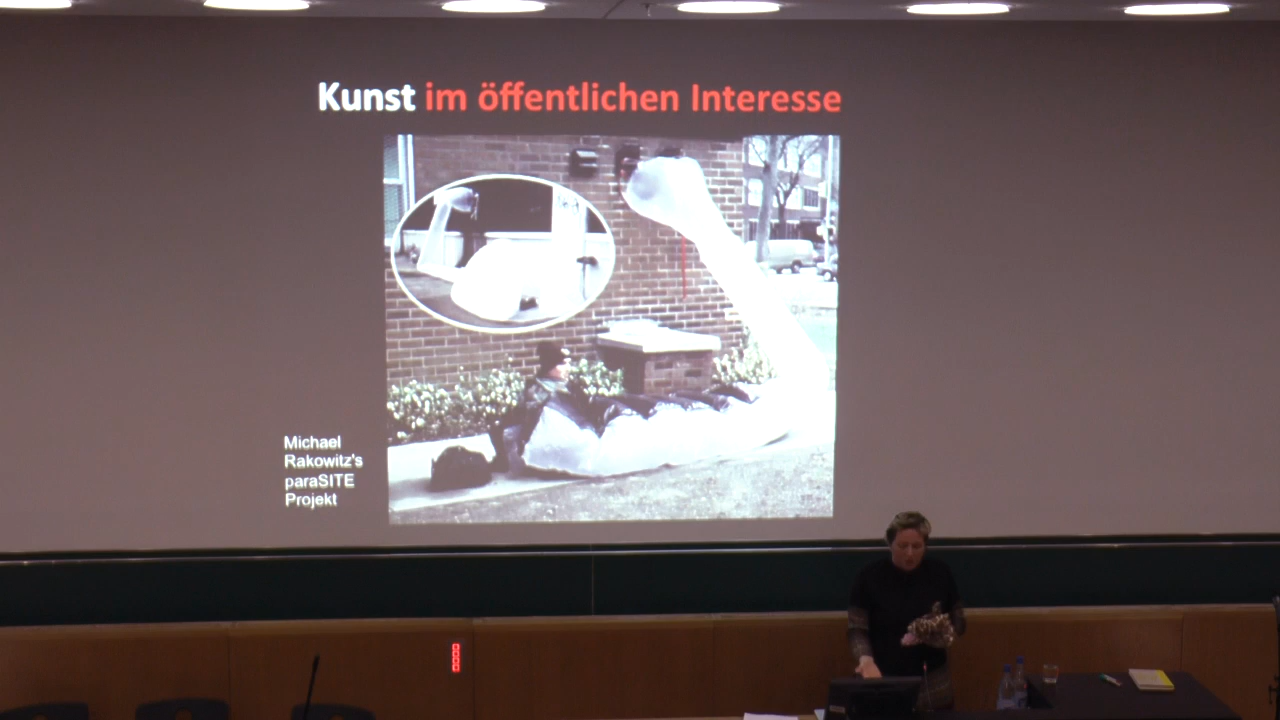 Kunst im öffentlichen Interesse
Michael
Rakowitz's
paraSITE
Projekt